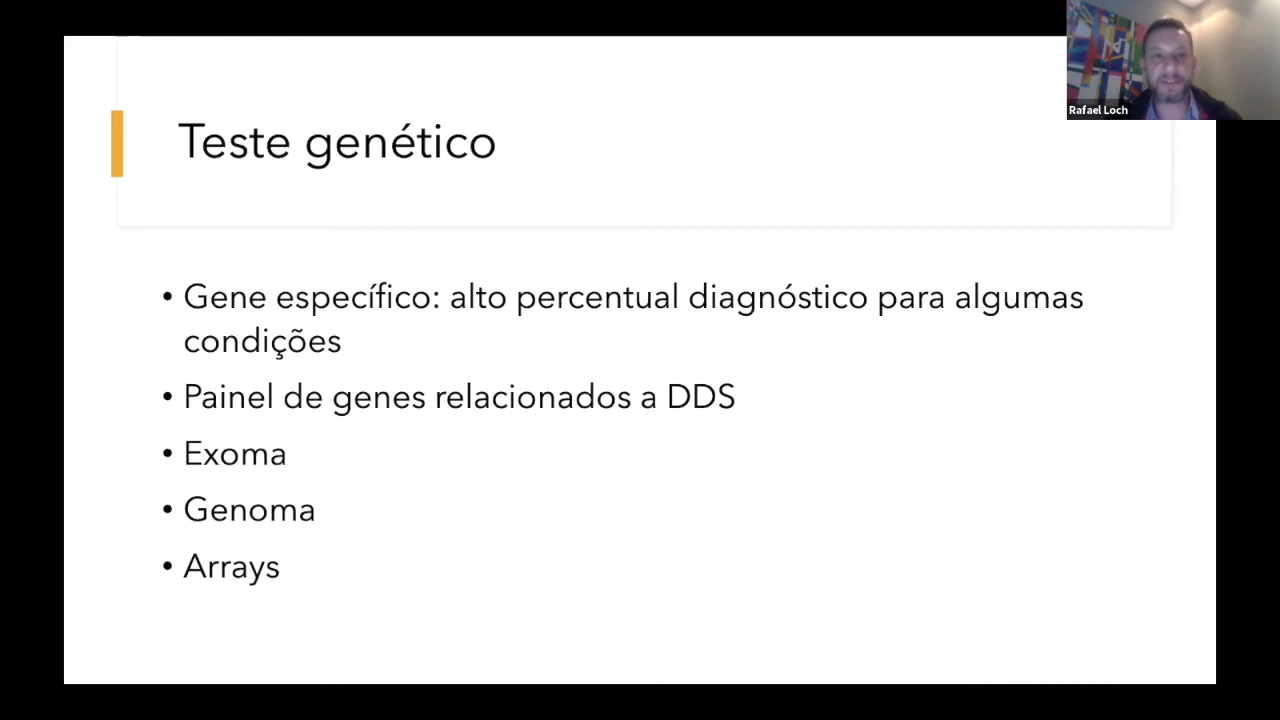 Rafael Loch
Teste genético
• Gene específico: alto percentual diagnóstico para algumas
condições
• Painel de genes relacionados a DDS
• Exoma
• Genoma
• Arrays